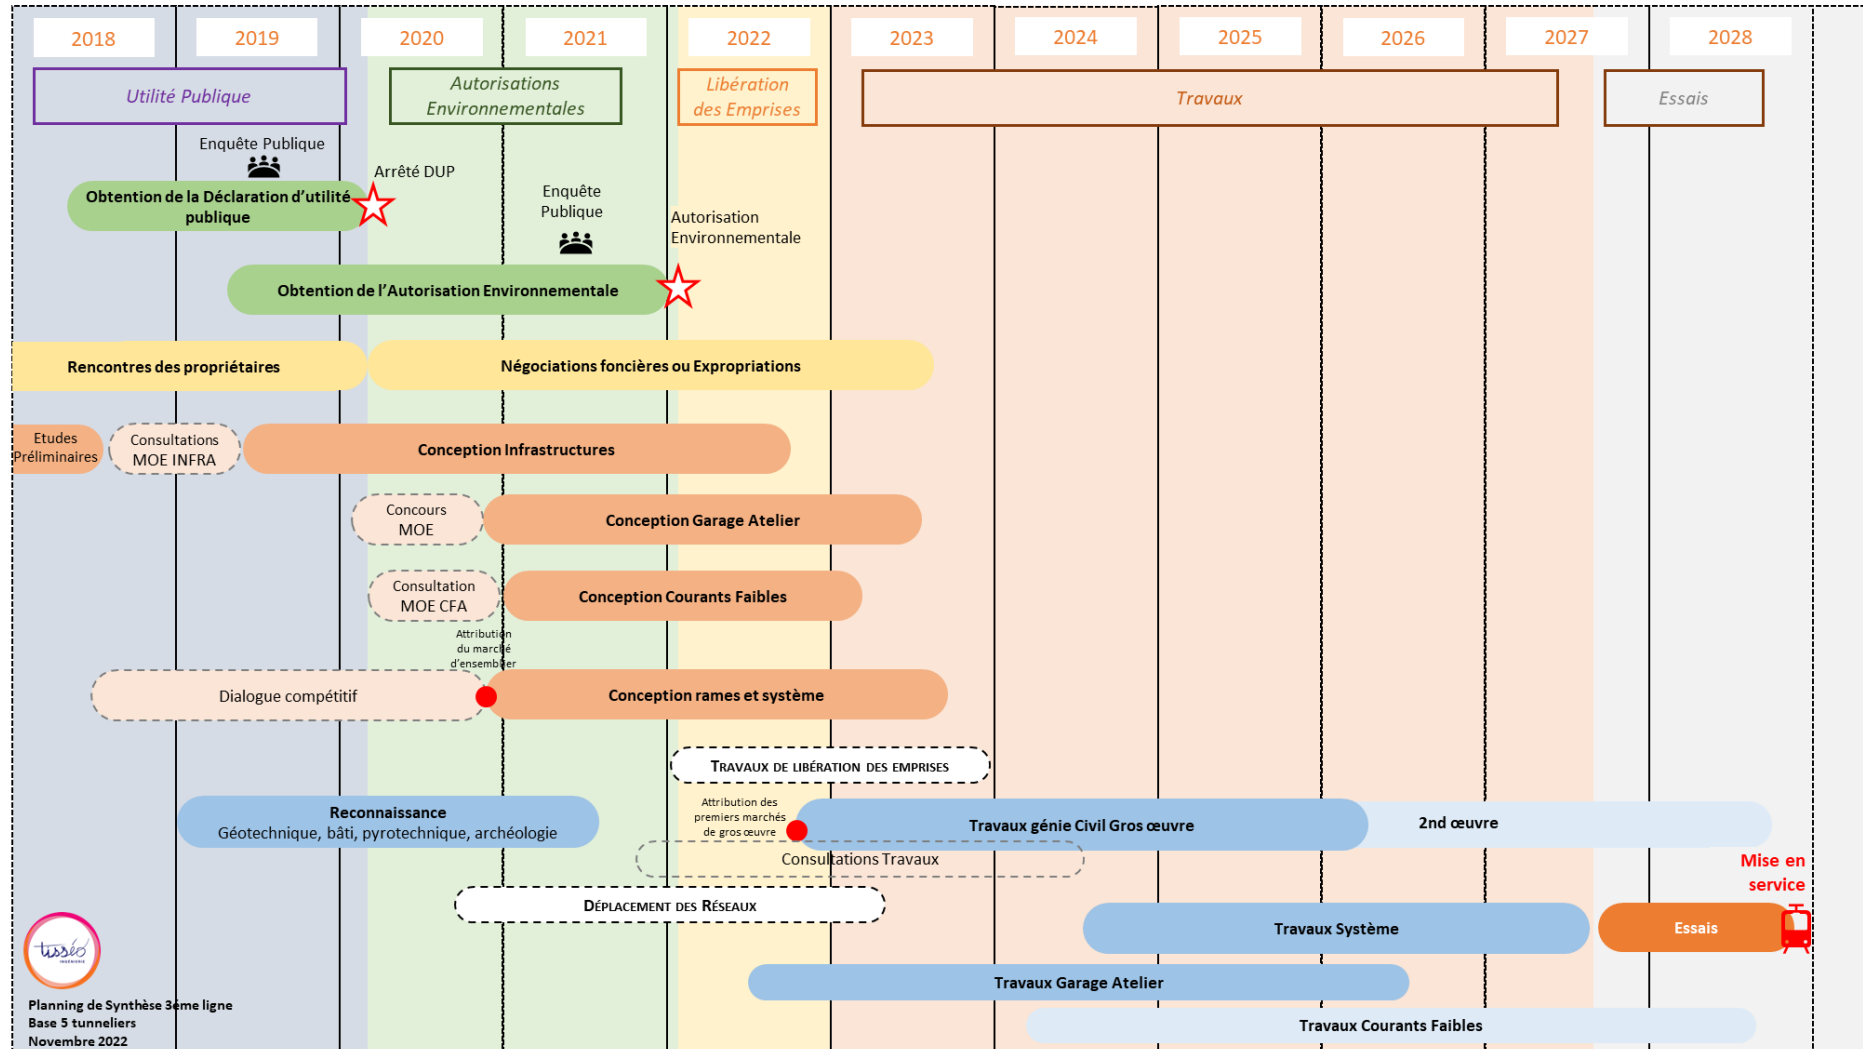 2018 2019 2020 2021 2022 2023 2024 2025 2026 2027 2028
Utilité Publique
Autorisations
Environnementales
Libération
des Emprises
Travaux
Essais
Enquête Publique
Arrêté DUP
Obtention de la Déclaration d’utilité
publique
Enquête
Publique
Autorisation
Environnementale
Obtention de l’Autorisation Environnementale
Rencontres des propriétaires
Négociations foncières ou Expropriations
Etudes
Préliminaires
Consultations
MOE INFRA
Conception Infrastructures
Concours
MOE
Conception Garage Atelier
Consultation
MOE CFA
Conception Courants Faibles
Attribution
du marché
d’ensemblier
Dialogue compétitif
Conception rames et système
Travaux de libération des emprises
Reconnaissance
Géotechnique, bâti, pyrotechnique, archéologie
Attribution des
premiers marchés
de gros œuvre
Travaux génie Civil Gros œuvre
2nd œuvre
Consultations Travaux
Mise en
service
Déplacement des Réseaux
Travaux Système
Essais
tisséo
INGÉNIERIE
Travaux Garage Atelier
Planning de Synthèse 3éme ligne
Base 5 tunneliers
Novembre 2022
Travaux Courants Faibles